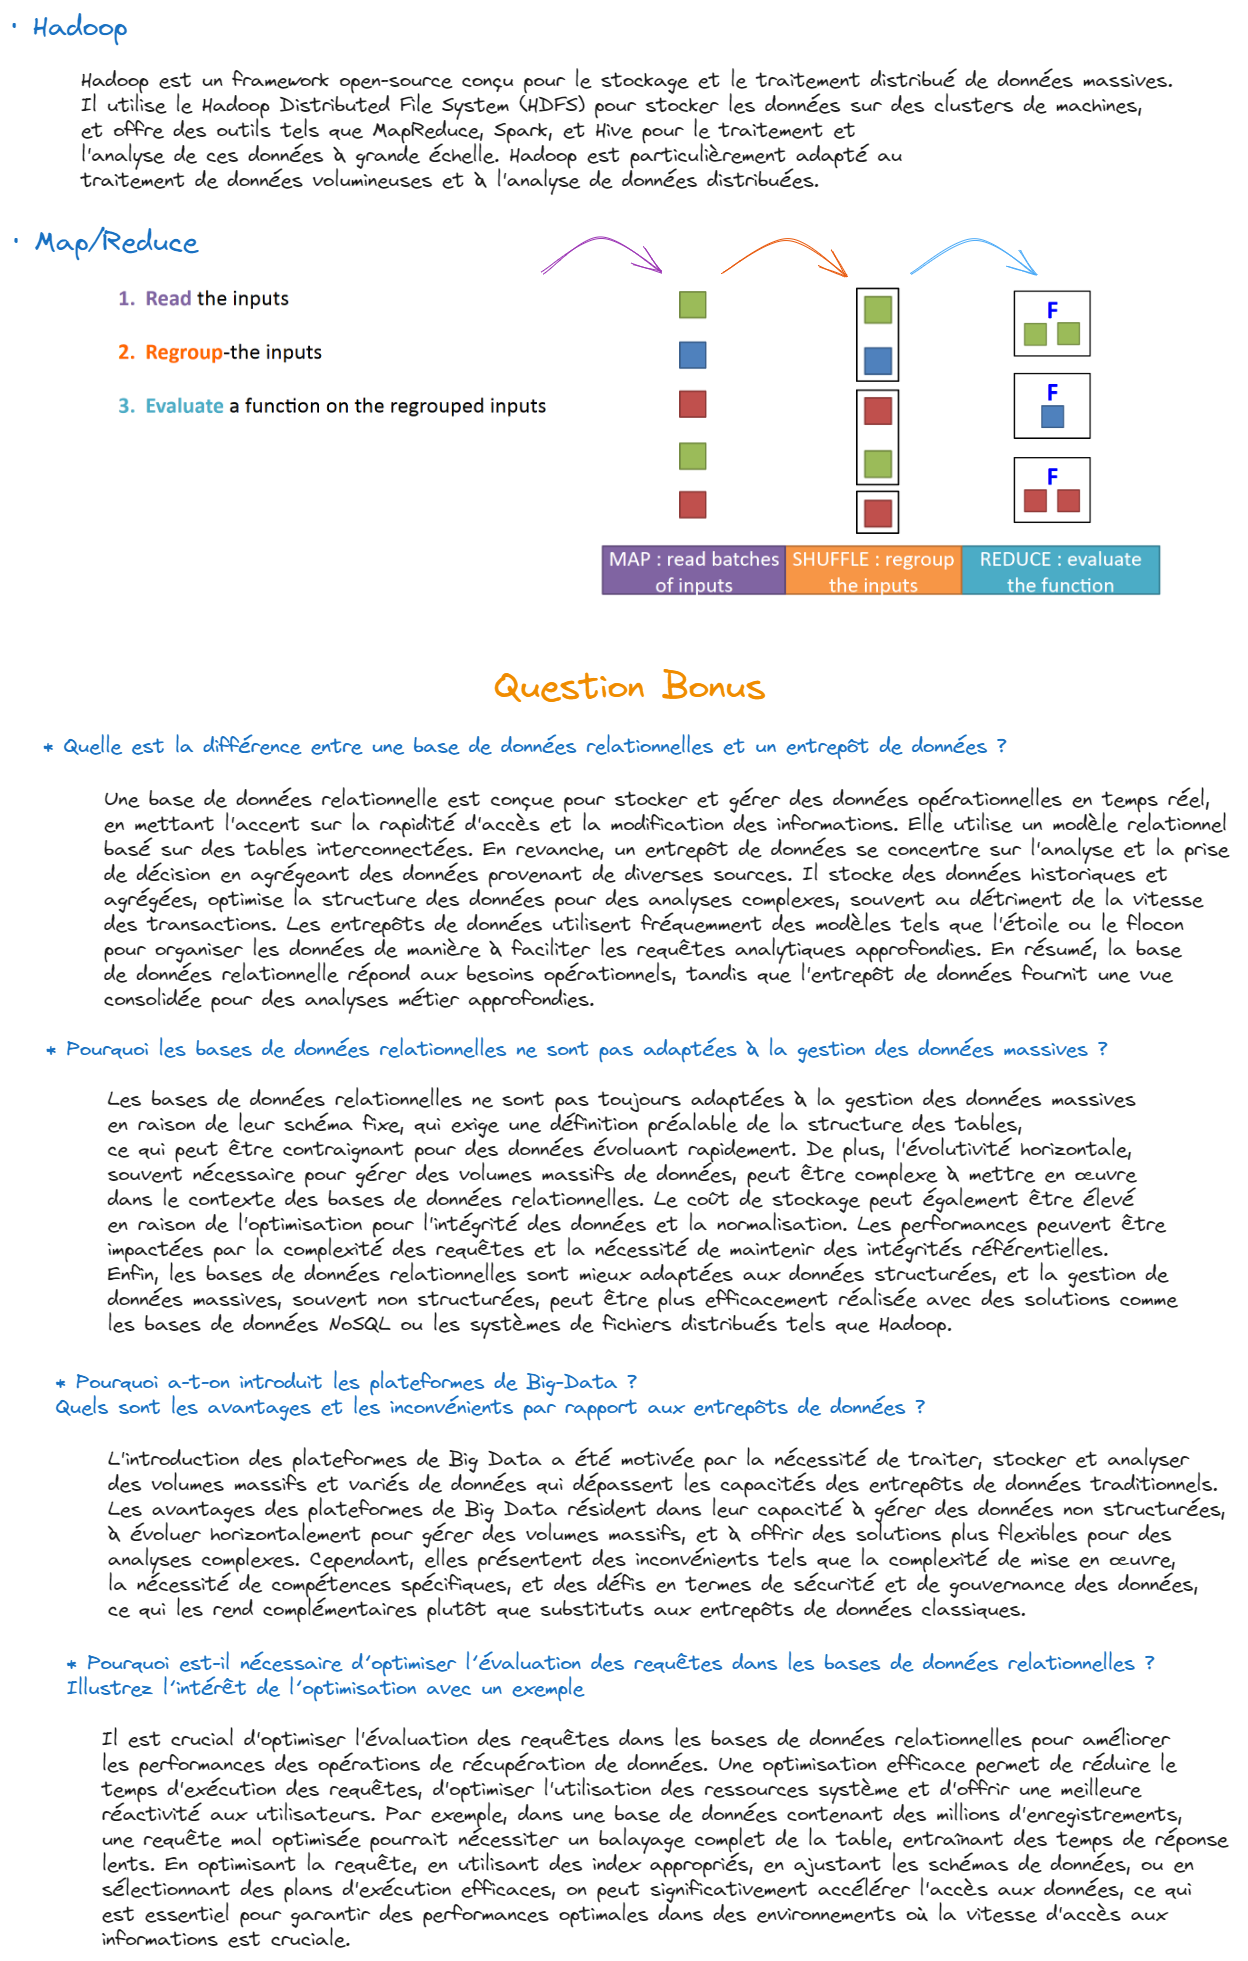 · Hadoop
Hadoop est un framework open-source conçu pour le stockage et le traitement distribué de données massives.
Il utilise le Hadoop Distributed File System (HDFS) pour stocker les données sur des clusters de machines,
et offre des outils tels que MapReduce, Spark, et Hive pour le traitement et
l'analyse de ces données à grande échelle. Hadoop est particulièrement adapté au
traitement de données volumineuses et à l'analyse de données distribuées.
· Map/Reduce
1. Read the inputs
2. Regroup-the inputs
3. Evaluate a function on the regrouped inputs
F
F
F
MAP : read batches
of inputs
SHUFFLE : regroup
the inputs
REDUCE : evaluate
the function
Question Bonus
* Quelle est la différence entre une base de données relationnelles et un entrepôt de données ?
Une base de données relationnelle est conçue pour stocker et gérer des données opérationnelles en temps réel,
en mettant l'accent sur la rapidité d'accès et la modification des informations. Elle utilise un modèle relationnel
basé sur des tables interconnectées. En revanche, un entrepôt de données se concentre sur l'analyse et la prise
de décision en agrégeant des données provenant de diverses sources. Il stocke des données historiques et
agrégées, optimise la structure des données pour des analyses complexes, souvent au détriment de la vitesse
des transactions. Les entrepôts de données utilisent fréquemment des modèles tels que l'étoile ou le flocon
pour organiser les données de manière à faciliter les requêtes analytiques approfondies. En résumé, la base
de données relationnelle répond aux besoins opérationnels, tandis que l'entrepôt de données fournit une vue
consolidée pour des analyses métier approfondies.
* Pourquoi les bases de données relationnelles ne sont pas adaptées à la gestion des données massives ?
Les bases de données relationnelles ne sont pas toujours adaptées à la gestion des données massives
en raison de leur schéma fixe, qui exige une définition préalable de la structure des tables,
ce qui peut être contraignant pour des données évoluant rapidement. De plus, l'évolutivité horizontale,
souvent nécessaire pour gérer des volumes massifs de données, peut être complexe à mettre en œuvre
dans le contexte des bases de données relationnelles. Le coût de stockage peut également être élevé
en raison de l'optimisation pour l'intégrité des données et la normalisation. Les performances peuvent être
impactées par la complexité des requêtes et la nécessité de maintenir des intégrités référentielles.
Enfin, les bases de données relationnelles sont mieux adaptées aux données structurées, et la gestion de
données massives, souvent non structurées, peut être plus efficacement réalisée avec des solutions comme
les bases de données NoSQL ou les systèmes de fichiers distribués tels que Hadoop.
* Pourquoi a-t-on introduit les plateformes de Big-Data ?
Quels sont les avantages et les inconvénients par rapport aux entrepôts de données ?
L'introduction des plateformes de Big Data a été motivée par la nécessité de traiter, stocker et analyser
des volumes massifs et variés de données qui dépassent les capacités des entrepôts de données traditionnels.
Les avantages des plateformes de Big Data résident dans leur capacité à gérer des données non structurées,
à évoluer horizontalement pour gérer des volumes massifs, et à offrir des solutions plus flexibles pour des
analyses complexes. Cependant, elles présentent des inconvénients tels que la complexité de mise en œuvre,
la nécessité de compétences spécifiques, et des défis en termes de sécurité et de gouvernance des données,
ce qui les rend complémentaires plutôt que substituts aux entrepôts de données classiques.
* Pourquoi est-il nécessaire d'optimiser l'évaluation des requêtes dans les bases de données relationnelles ?
Illustrez l'intérêt de l'optimisation avec un exemple
Il est crucial d'optimiser l'évaluation des requêtes dans les bases de données relationnelles pour améliorer
les performances des opérations de récupération de données. Une optimisation efficace permet de réduire le
temps d'exécution des requêtes, d'optimiser l'utilisation des ressources système et d'offrir une meilleure
réactivité aux utilisateurs. Par exemple, dans une base de données contenant des millions d'enregistrements,
une requête mal optimisée pourrait nécessiter un balayage complet de la table, entraînant des temps de réponse
lents. En optimisant la requête, en utilisant des index appropriés, en ajustant les schémas de données, ou en
sélectionnant des plans d'exécution efficaces, on peut significativement accélérer l'accès aux données, ce qui
est essentiel pour garantir des performances optimales dans des environnements où la vitesse d'accès aux
informations est cruciale.